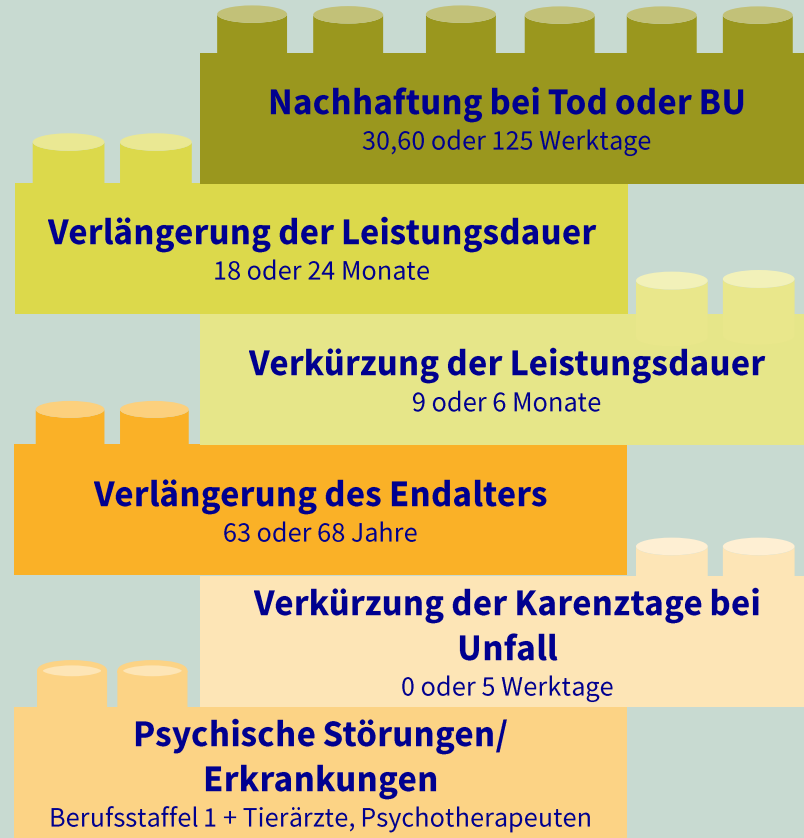 Nachhaftung bei Tod oder BU
30,60 oder 125 Werktage
Verlängerung der Leistungsdauer
18 oder 24 Monate
Verkürzung der Leistungsdauer
9 oder 6 Monate
Verlängerung des Endalters
63 oder 68 Jahre
Verkürzung der Karenztage bei
Unfall
0 oder 5 Werktage
Psychische Störungen/
Erkrankungen
Berufsstaffel 1 + Tierärzte, Psychotherapeuten